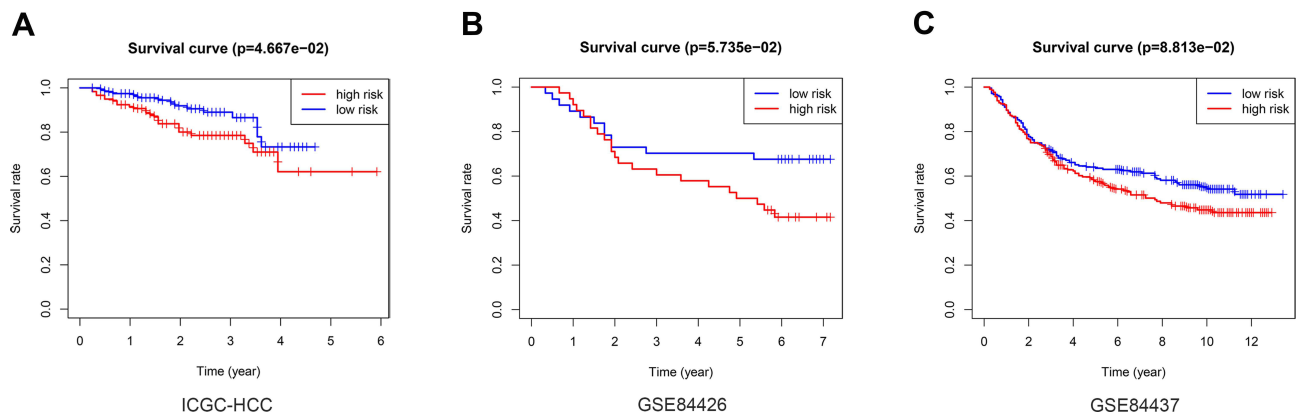 A
Survival curve (p=4.667e−02)
Survival rate
0.0 0.2 0.4 0.6 0.8 1.0
high risk
low risk
0 1 2 3 4 5 6
Time (year)
ICGC-HCC
B
Survival curve (p=5.735e−02)
Survival rate
0.0 0.2 0.4 0.6 0.8 1.0
low risk
high risk
0 1 2 3 4 5 6 7
Time (year)
GSE84426
C
Survival curve (p=8.813e−02)
Survival rate
0.0 0.2 0.4 0.6 0.8 1.0
low risk
high risk
0 2 4 6 8 10 12
Time (year)
GSE84437